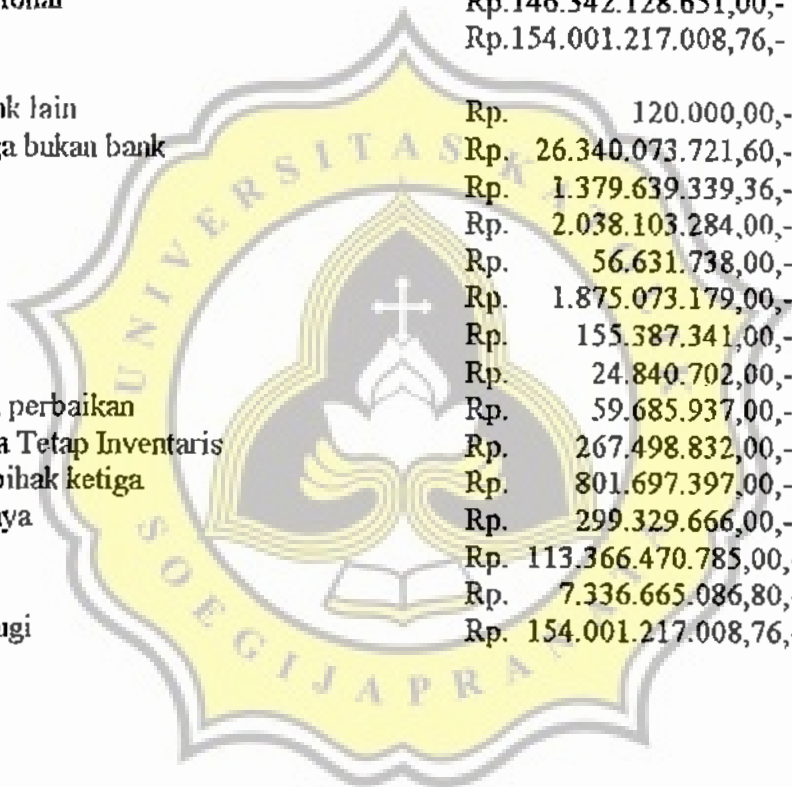 Rp.146.342.128.651,00,-
Rp.154.001.217.008,76,-
lain Rp. 120.000,00,-
bukan bank Rp. 26.340.073.721,60,-
Rp. 1.379.639.339,36,-
Rp. 2.038.103.284,00,-
Rp. 56.631.738,00,-
Rp. 1.875.073.179,00,-
Rp. 155.387.341,00,-
Rp. 24.840.702,00,-
perbaikan Rp. 59.685.937,00,-
Tetap Inventaris Rp. 267.498.832,00,-
pihak ketiga Rp. 801.697.397,00,-
Rp. 299.329.666,00,-
Rp. 113.366.470.785,00,
Rp. 7.336.665.086,80,
Rp. 154.001.217.008,76,
UNIVERSITAS
SOEGIJAPRANATA